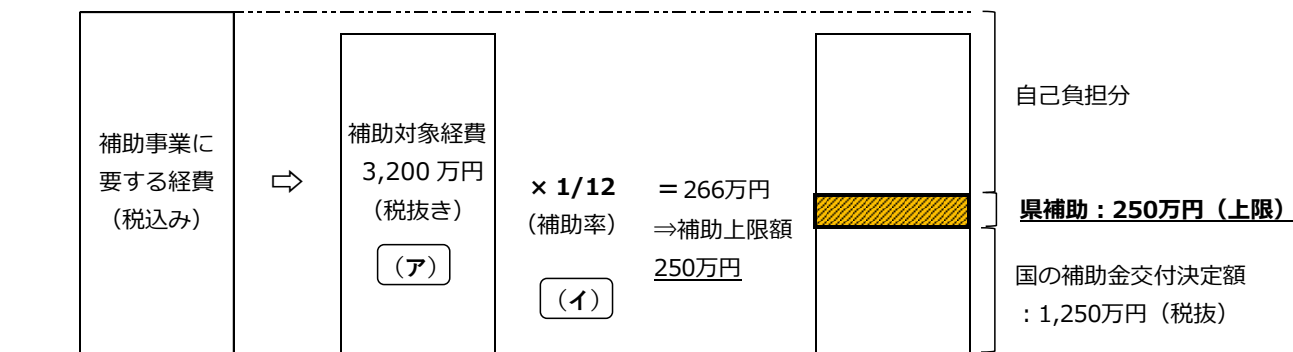 補助事業に
要する経費
（税込み）
⇨
補助対象経費
3,200 万円
（税抜き）
（ア）
× 1/12
（補助率）
（イ）
＝266万円
⇒補助上限額
250万円
自己負担分
県補助：250万円（上限）
国の補助金交付決定額
：1,250万円（税抜）